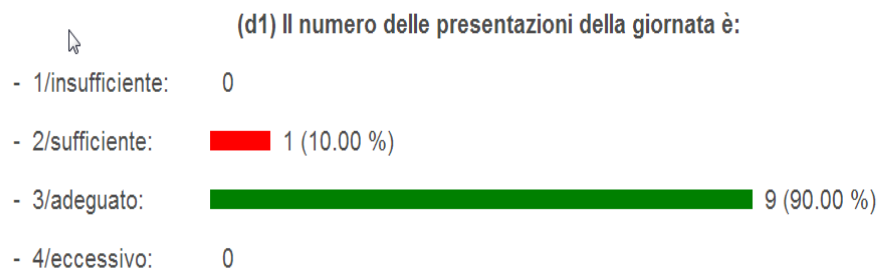 (d1) Il numero delle presentazioni della giornata è:
- 1/insufficiente: 0
- 2/sufficiente: 1 (10.00 %)
- 3/adeguato: 9 (90.00 %)
- 4/eccessivo: 0